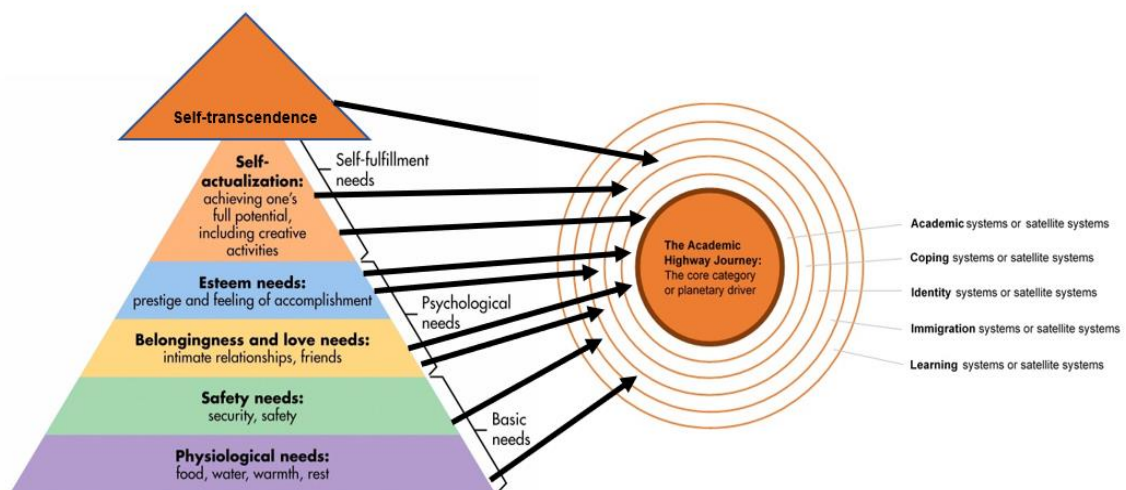 Self-transcendence
Self-
actualization:
achieving one's
full potential,
including creative
activities
Self-fulfillment
needs
Esteem needs:
prestige and feeling of accomplishment
Psychological
needs
Belongingness and love needs:
intimate relationships, friends
Safety needs:
security, safety
Basic
needs
Physiological needs:
food, water, warmth, rest
The Academic
Highway Journey:
The core category
or planetary driver
Academic systems or satellite systems
Coping systems or satellite systems
Identity systems or satellite systems
Immigration systems or satellite systems
Learning systems or satellite systems